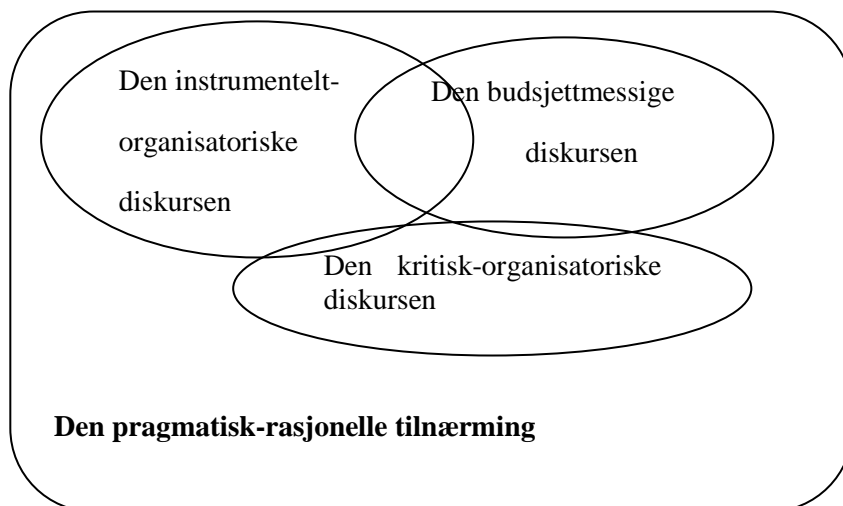 Den instrumentelt-
organisatoriske
diskursen
Den budsjettmessige
diskursen
Den kritisk-organisatoriske
diskursen
Den pragmatisk-rasjonelle tilnærming